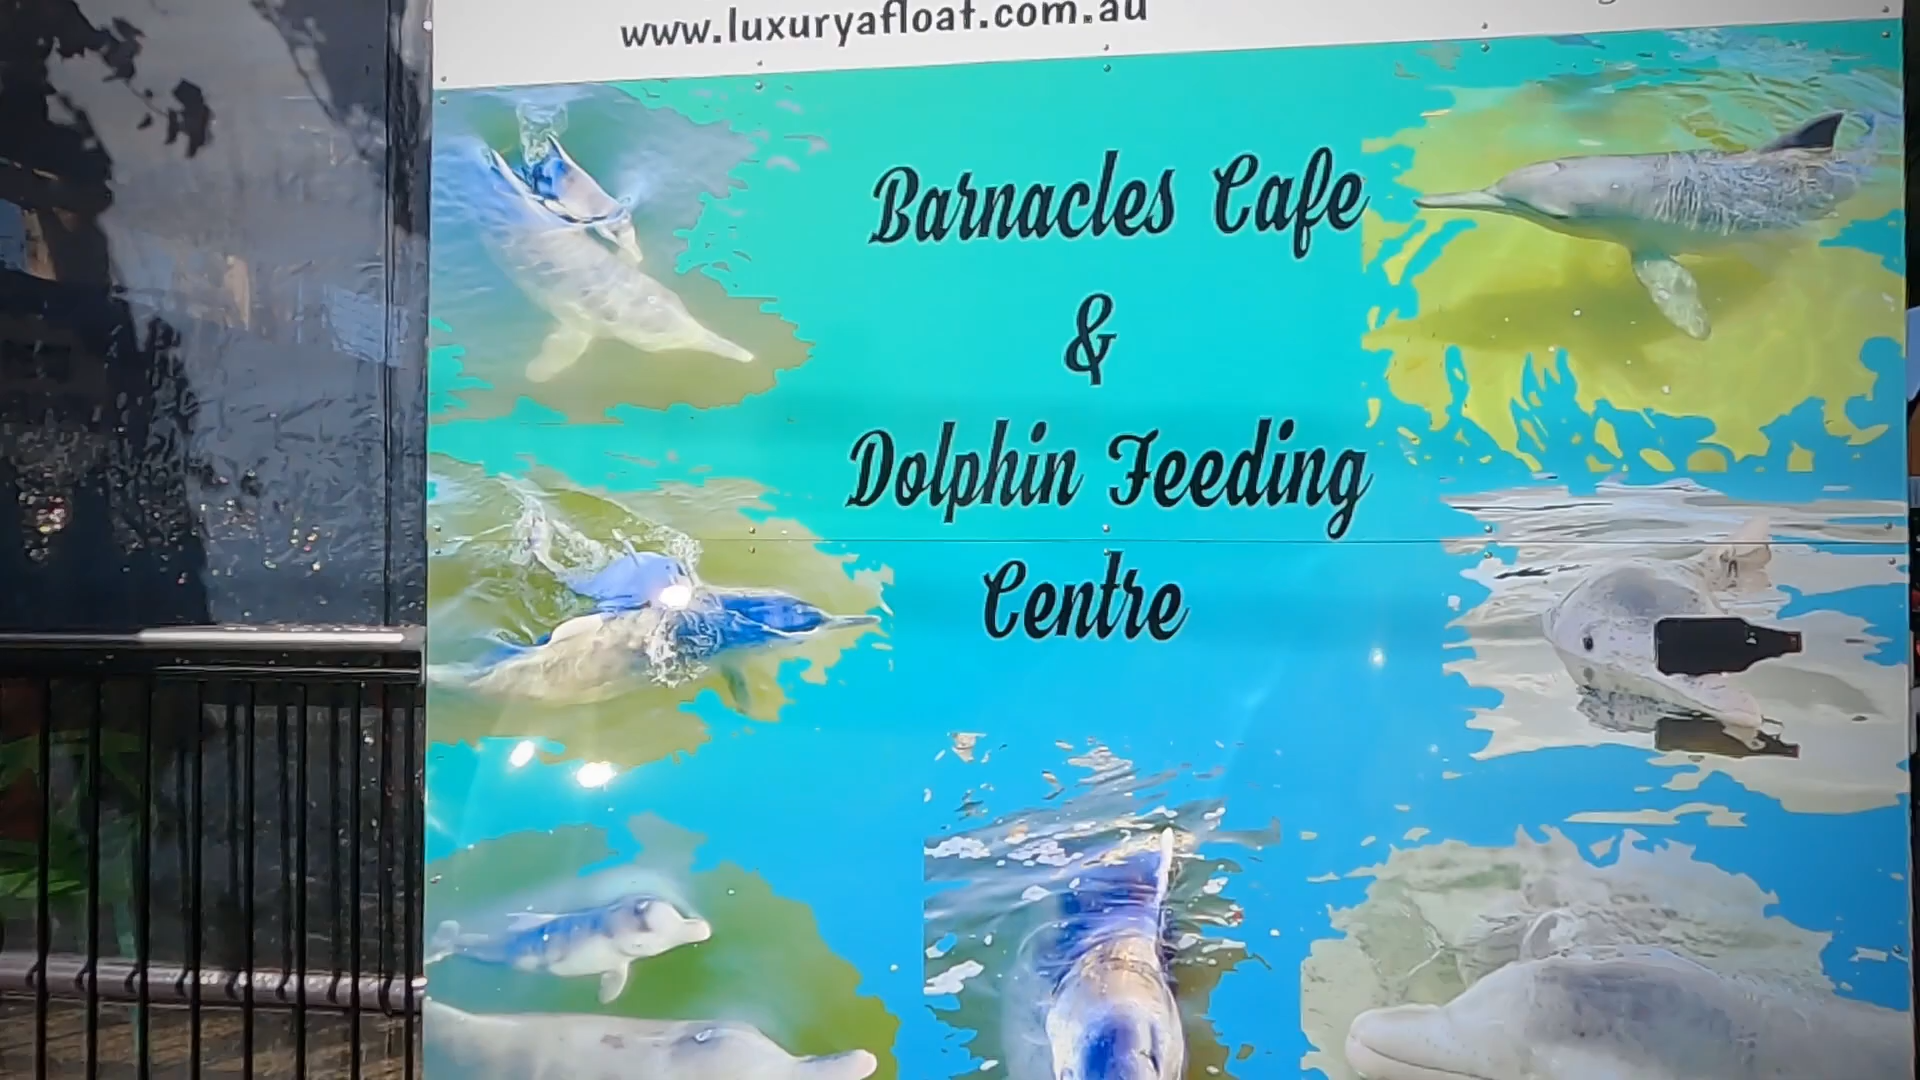 www.luxuryafloat.com.au
Barnacles Cafe
&
Dolphin Feeding
Centre